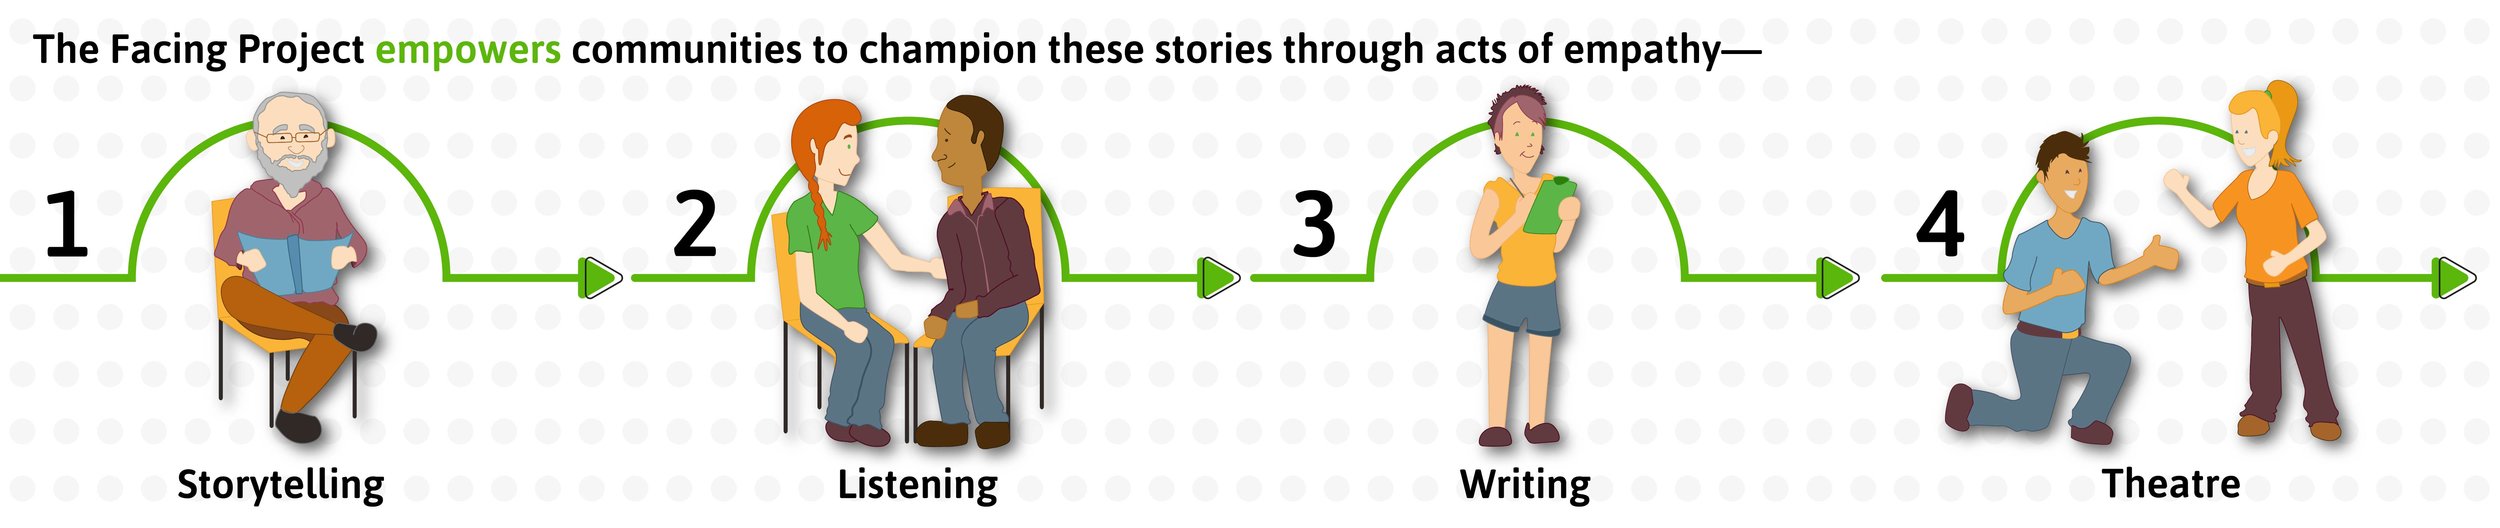 The Facing Project empowers communities to champion these stories through acts of empathy—
1
2
3
4
Storytelling
Listening
Writing
Theatre